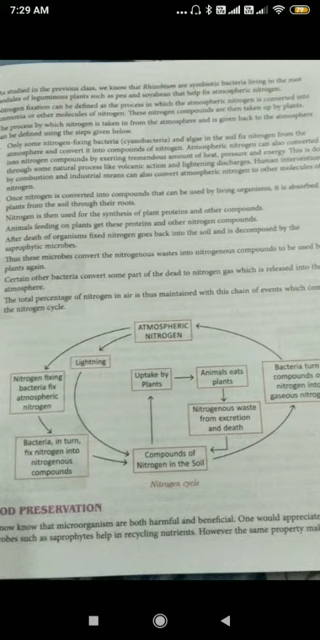 7:29 AM
79
As studied in the previous class, we know that Rhizobium are symbiotic bacteria living in the root
nodules of leguminous plants such as pea and soyabean that help fix atmospheric nitrogen.
Nitrogen fixation can be defined as the process in which the atmospheric nitrogen is converted into
ammonia or other molecules of nitrogen. These nitrogen compounds are then taken up by plants.
The process by which nitrogen is taken in from the atmosphere and is given back to the atmosphere
can be defined using the steps given below.
Only some nitrogen-fixing bacteria (cyanobacteria) and algae in the soil fix nitrogen from the
atmosphere and convert it into compounds of nitrogen. Atmospheric nitrogen can also converted
into nitrogen compounds by exerting tremendous amount of heat, pressure and energy. This is do
through some natural process like volcanic action and lightening discharges. Human intervention
by combustion and industrial means can also convert atmospheric nitrogen to other molecules of
nitrogen.
Once nitrogen is converted into compounds that can be used by living organisms, it is absorbed
plants from the soil through their roots.
Nitrogen is then used for the synthesis of plant proteins and other compounds.
Animals feeding on plants get these proteins and other nitrogen compounds.
After death of organisms fixed nitrogen goes back into the soil and is decomposed by the
saprophytic microbes.
Thus these microbes convert the nitrogenous wastes into nitrogenous compounds to be used b
plants again.
Certain other bacteria convert some part of the dead to nitrogen gas which is released into the
atmosphere.
The total percentage of nitrogen in air is thus maintained with this chain of events which com
the nitrogen cycle.
ATMOSPHERIC
NITROGEN
Lightning
Nitrogen fixing
bacteria fix
atmospheric
nitrogen
Uptake by
Plants
Animals eats
plants
Bacteria turn
compounds o
nitrogen into
gaseous nitrog
Nitrogenous waste
from excretion
and death
Bacteria, in turn,
fix nitrogen into
nitrogenous
compounds
Compounds of
Nitrogen in the Soil
Nitrogen cycle
OD PRESERVATION
now know that microorganism are both harmful and beneficial. One would appreciate
robes such as saprophytes help in recycling nutrients. However the same property mak